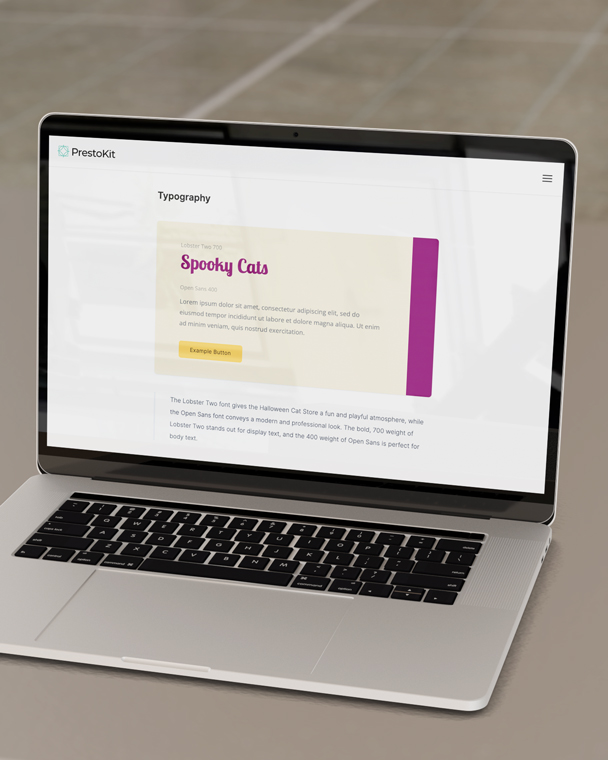 PrestoKit
Typography
Lobster Two 700
Spooky Cats
Open Sans 400
Lorem ipsum dolor sit amet, consectetur adipiscing elit, sed do
eiusmod tempor incididunt ut labore et dolore magna aliqua. Ut enim
ad minim veniam, quis nostrud exercitation.
Example Button
The Lobster Two font gives the Halloween Cat Store a fun and playful atmosphere, while
the Open Sans font conveys a modern and professional look. The bold, 700 weight of
Lobster Two stands out for display text, and the 400 weight of Open Sans is perfect for
body text.